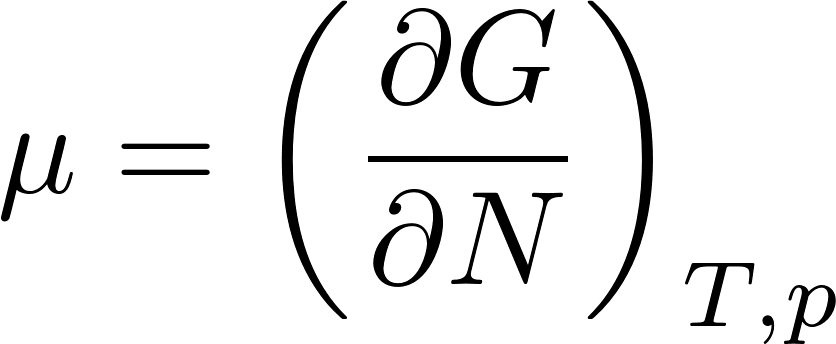 μ = (∂G/∂N)_{T,p}